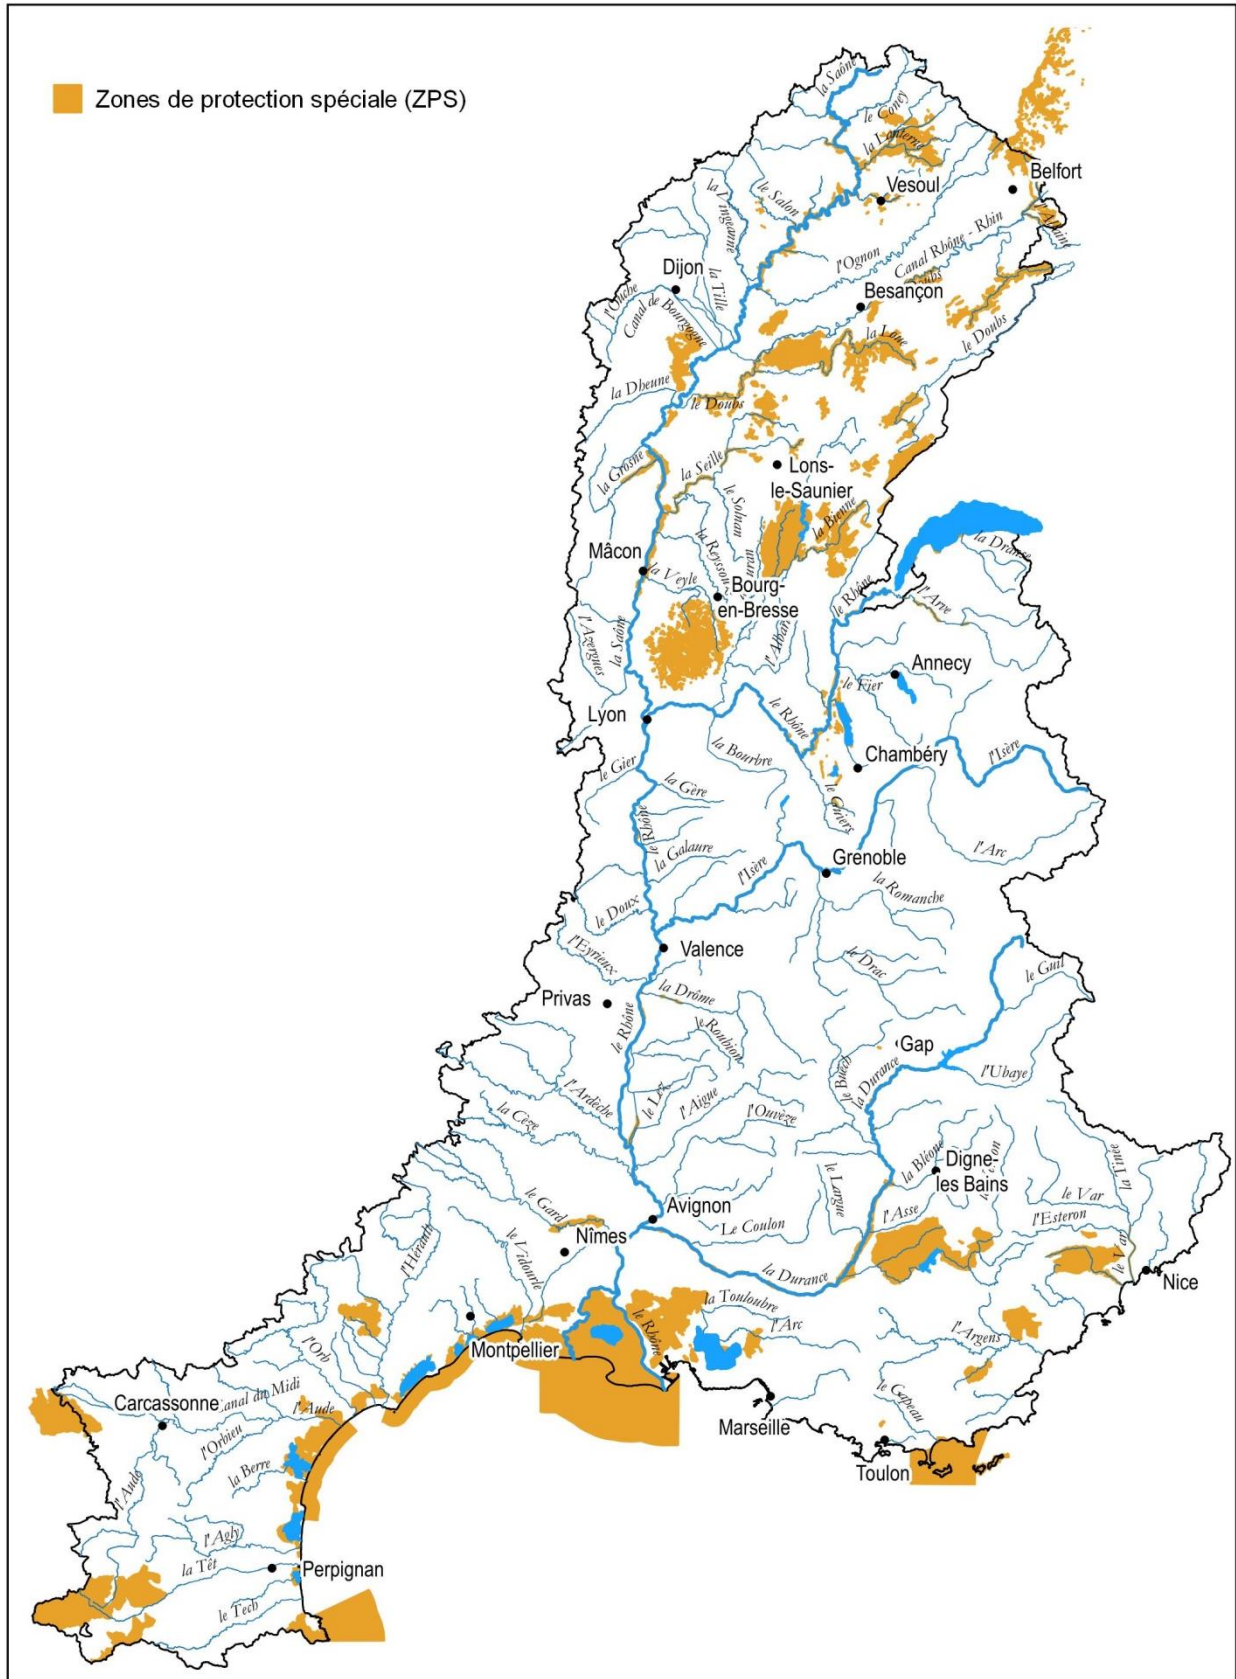 Zones de protection spéciale (ZPS)
la Saône
le Coney
la Lanterne
Belfort
Vesoul
le Salon
la Vingeanne
l'Ognon
Canal Rhône - Rhin
Dijon
la Tille
Besançon
l'Ouche
Canal de Bourgogne
la Loue
le Doubs
la Dheune
le Doubs
la Grosne
la Seille
Lons-
le-Saunier
le Solnan
la Bienne
la Dranse
Mâcon
la Reyssouze
la Veyle
Bourg-
en-Bresse
le Rhône
l'Arve
l'Azergues
la Saône
Annecy
le Fier
Lyon
le Rhône
la Bourbre
Chambéry
l'Isère
le Gier
la Gère
le Guiers
le Rhône
la Galaure
l'Isère
Grenoble
l'Arc
la Romanche
le Doux
l'Eyrieux
Valence
le Drac
le Guil
Privas
la Drôme
le Rhône
le Roubion
Gap
le Buëch
la Durance
l'Ubaye
l'Ardèche
le Lez
l'Aigue
l'Ouvèze
la Cèze
la Bléone
Digne-
les Bains
la Tinée
le Largue
le Gard
Avignon
Le Coulon
l'Asse
le Var
l'Esteron
l'Hérault
le Vidourle
Nîmes
la Durance
le Var
Nice
la Touloubre
l'Arc
le Rhône
l'Argens
l'Orb
Montpellier
Carcassonne
Canal du Midi
l'Aude
l'Orbieu
Marseille
le Gapeau
Toulon
la Berre
l'Aude
l'Agly
la Têt
Perpignan
le Tech